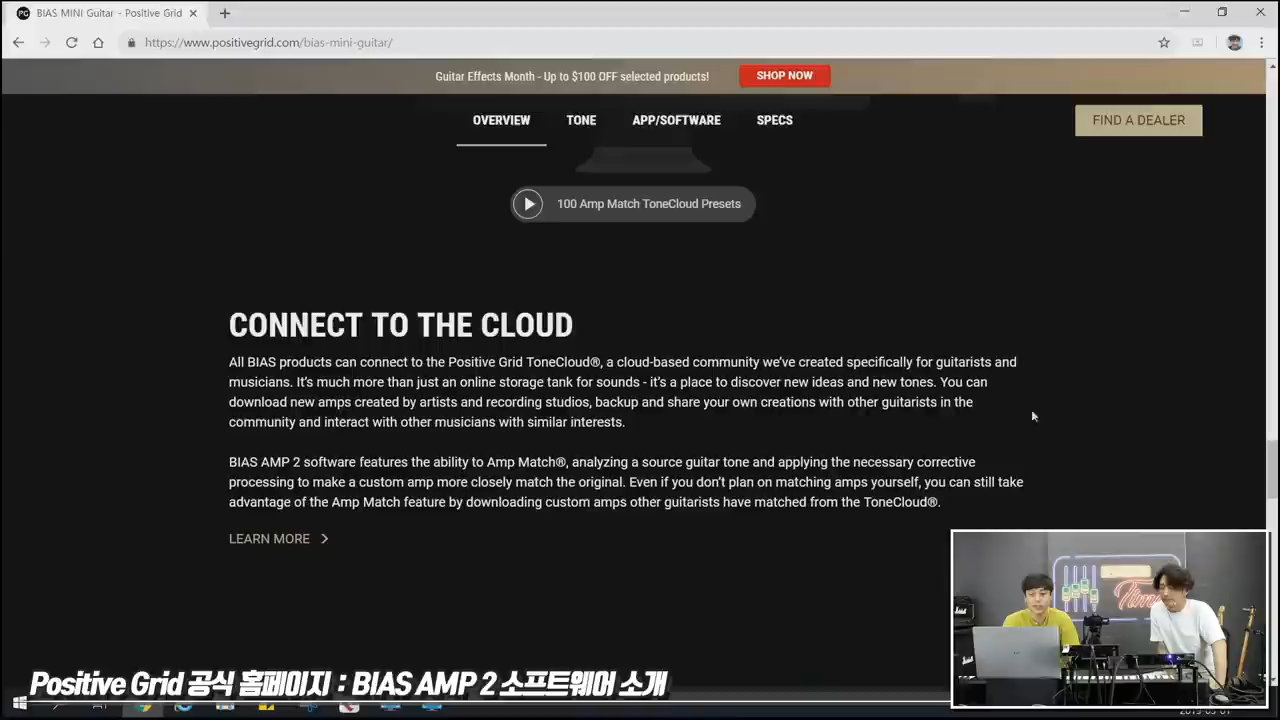 BIAS MINI Guitar - Positive Grid
https://www.positivegrid.com/bias-mini-guitar/
Guitar Effects Month - Up to $100 OFF selected products!
SHOP NOW
OVERVIEW
TONE
APP/SOFTWARE
SPECS
FIND A DEALER
100 Amp Match ToneCloud Presets
CONNECT TO THE CLOUD
All BIAS products can connect to the Positive Grid ToneCloud®, a cloud-based community we've created specifically for guitarists and
musicians. It's much more than just an online storage tank for sounds - it's a place to discover new ideas and new tones. You can
download new amps created by artists and recording studios, backup and share your own creations with other guitarists in the
community and interact with other musicians with similar interests.
BIAS AMP 2 software features the ability to Amp Match®, analyzing a source guitar tone and applying the necessary corrective
processing to make a custom amp more closely match the original. Even if you don't plan on matching amps yourself, you can still take
advantage of the Amp Match feature by downloading custom amps other guitarists have matched from the ToneCloud®.
LEARN MORE
Positive Grid 공식 홈페이지 : BIAS AMP 2 소프트웨어 소개